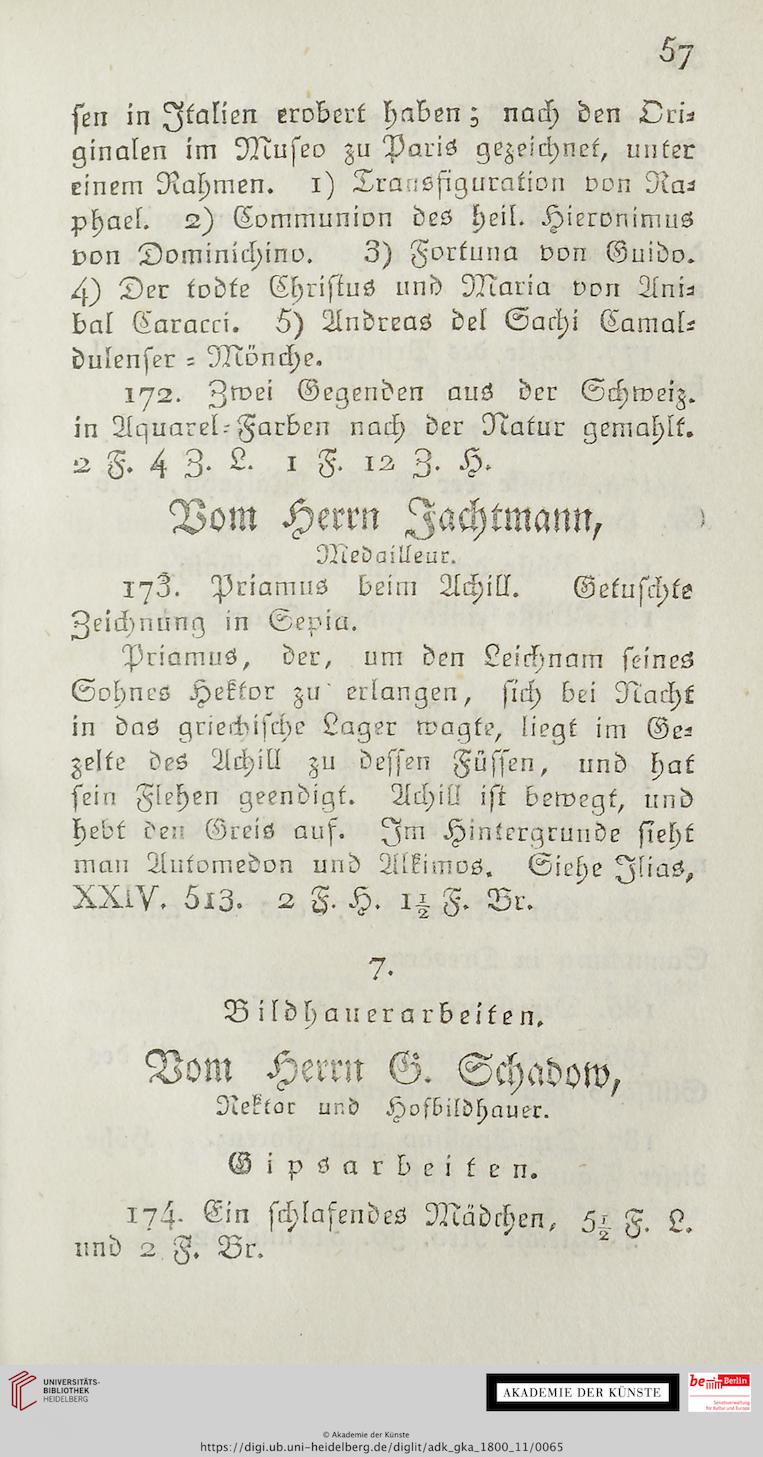 57
sen in Italien erobert haben; nach den Ori-
ginalen im Museo zu Paris gezeichnet, unter
einem Rahmen. 1) Transfiguration von Ra-
phael. 2) Communion des heil. Hieronimus
von Dominichino. 3) Fortuna von Guido.
4) Der todte Christus und Maria von Ani-
bal Caracci. 5) Andreas del Sachi Camal-
dulenser-Mönche.
172. Zwei Gegenden aus der Schweiz.
in Aquarel-Farben nach der Natur gemahlt.
2 F. 4 Z. L. 1 F. 12 Z. H.
Vom Herrn Jachtmann,
Medailleur.
173. Priamus beim Achill. Getuschte
Zeichnung in Sepia.
Priamus, der, um den Leichnam seines
Sohnes Hektor zu erlangen, sich bei Nacht
in das griechische Lager wagte, liegt im Ge-
zelte des Achill zu dessen Füssen, und hat
sein Flehen geendigt. Achill ist bewegt, und
hebt den Greis auf. Im Hintergrunde sieht
man Automedon und Alkimos. Siehe Ilias,
XXIV. 513. 2 F. H. 1½ F. Br.
7.
Bildhauerarbeiten.
Vom Herrn G. Schadow,
Rektor und Hofbildhauer.
Gipsarbeiten.
174. Ein schlafendes Mädchen, 5½ F. L.
und 2 F. Br.
UNIVERSITÄTS-
BIBLIOTHEK
HEIDELBERG
AKADEMIE DER KÜNSTE
be Berlin
Senatsverwaltung
für Kultur und Europa
© Akademie der Künste
https://digi.ub.uni-heidelberg.de/diglit/adk_gka_1800_11/0065